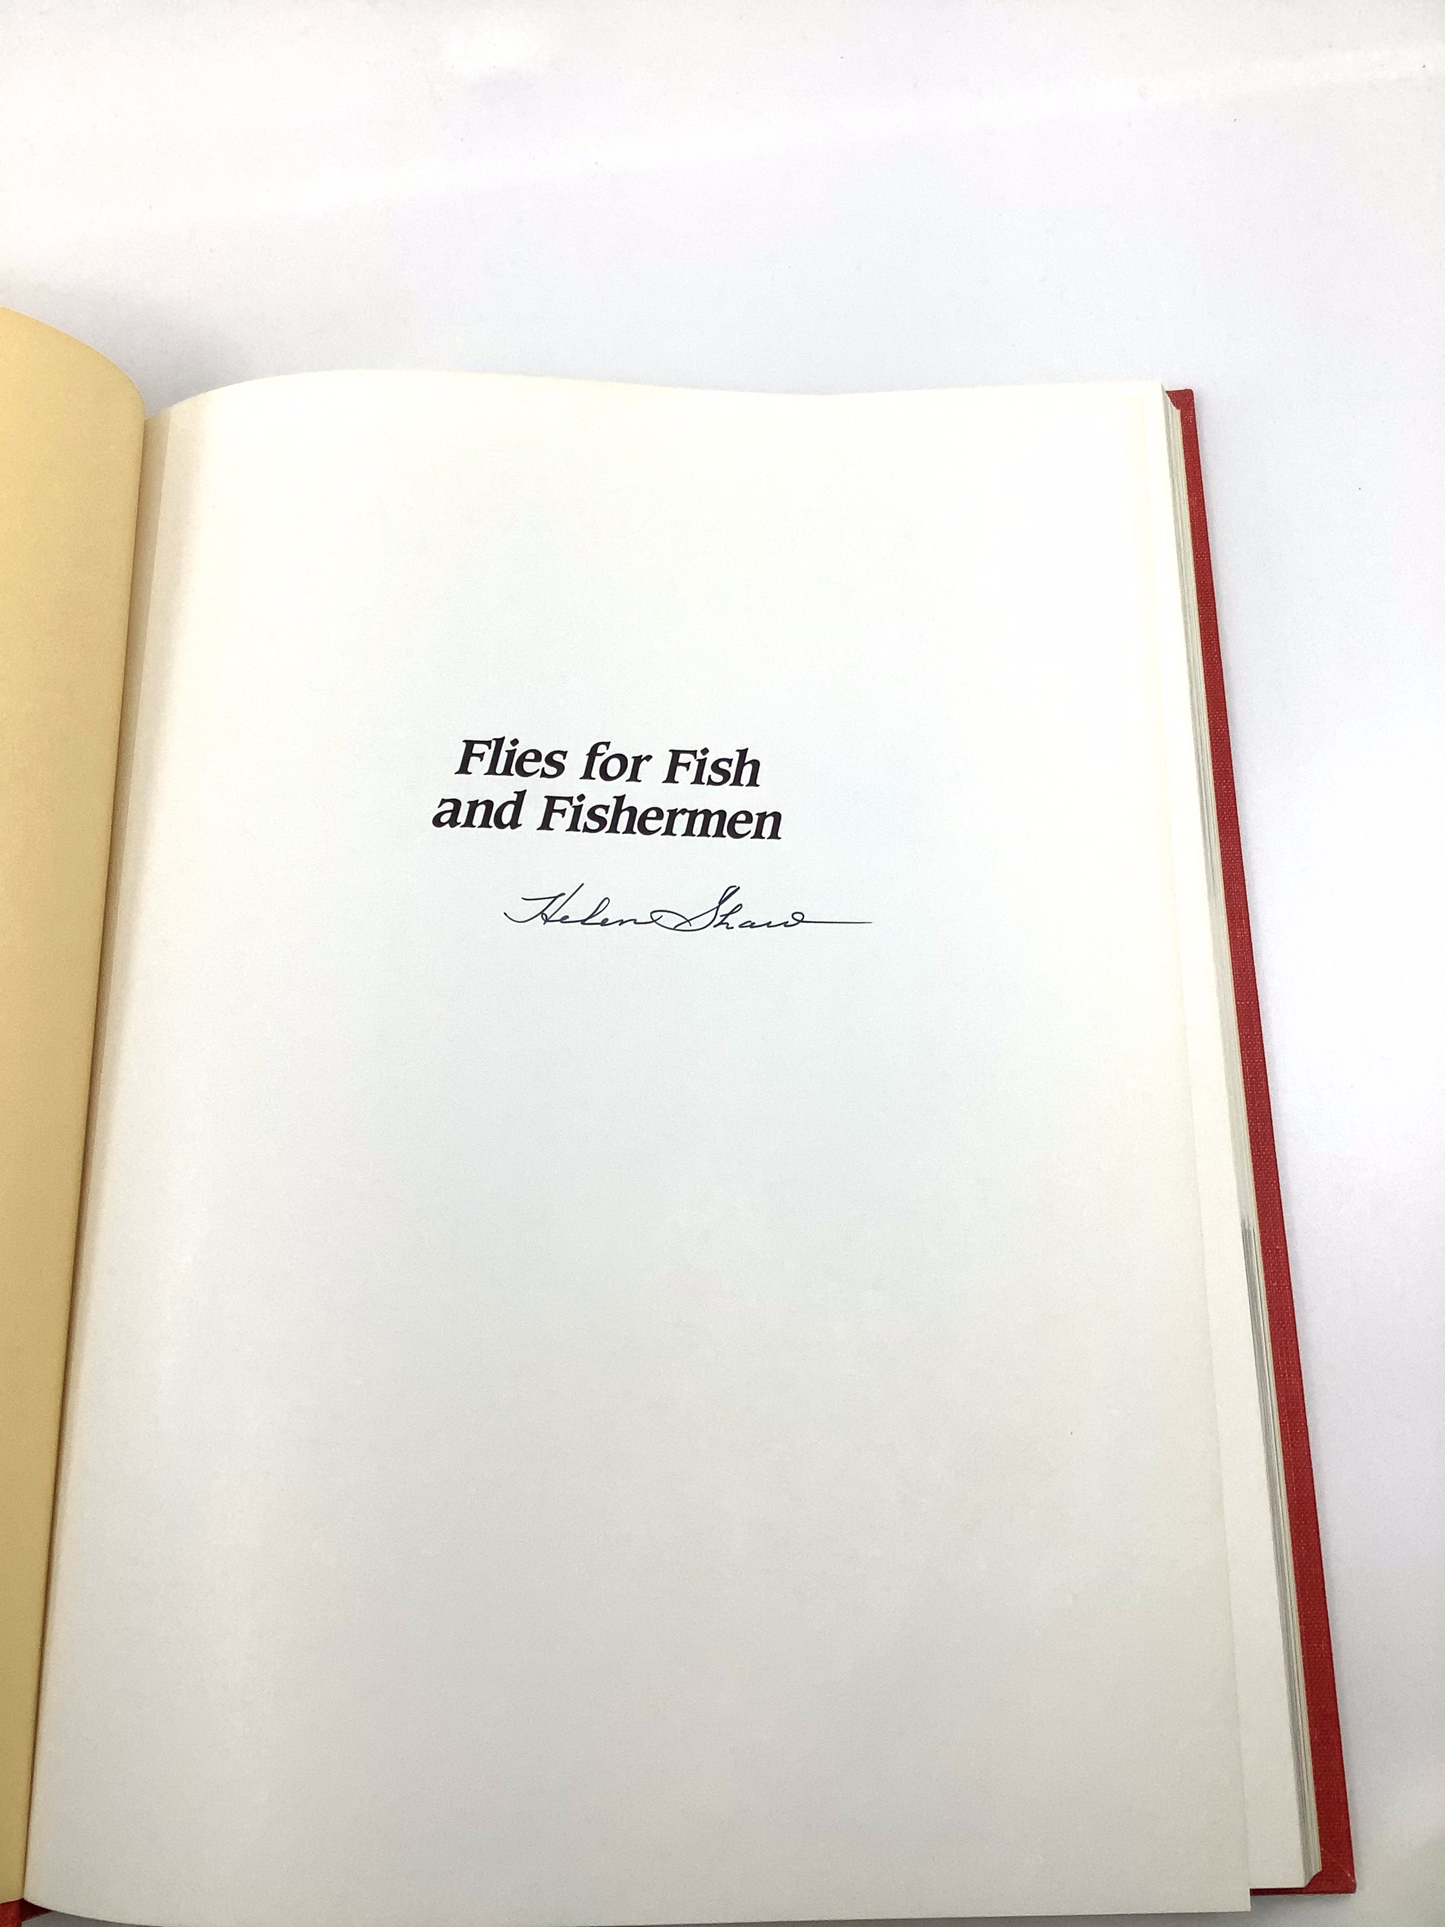 Flies for Fish
and Fishermen
Helen Shaw